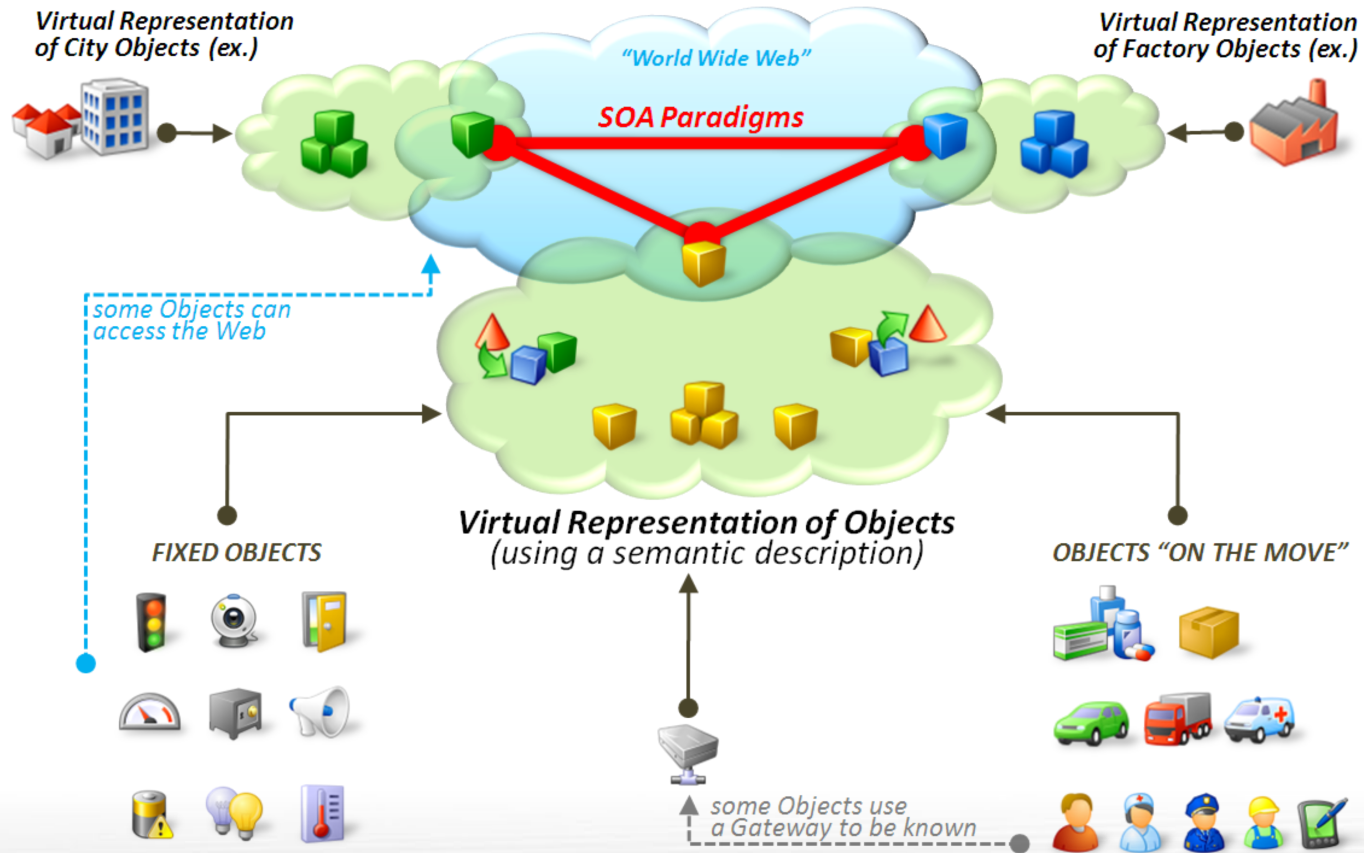 Virtual Representation
of City Objects (ex.)
Virtual Representation
of Factory Objects (ex.)
“World Wide Web”
SOA Paradigms
some Objects can
access the Web
Virtual Representation of Objects
(using a semantic description)
FIXED OBJECTS
OBJECTS “ON THE MOVE”
some Objects use
a Gateway to be known